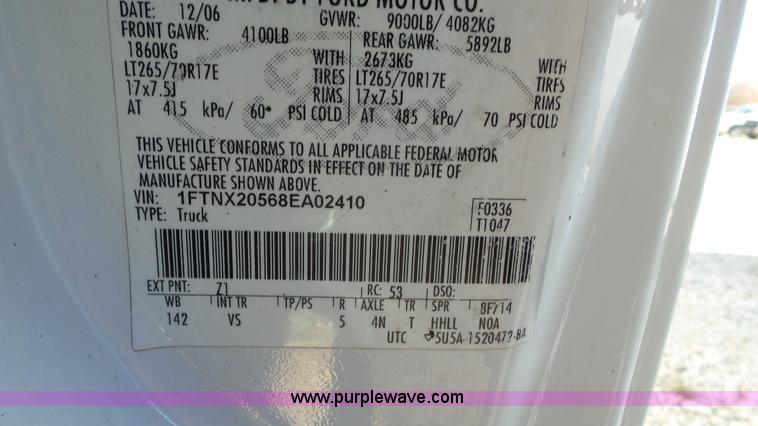 FORD MOTOR CO.
DATE: 12/06 GVWR: 9000LB/ 4082KG
FRONT GAWR: 4100LB REAR GAWR: 5892LB
1860KG WITH 2673KG WITH
LT265/70R17E TIRES LT265/70R17E TIRES
17x7.5J RIMS 17x7.5J RIMS
AT 415 kPa/ 60• PSI COLD AT 485 kPa/ 70 PSI COLD
Ford
THIS VEHICLE CONFORMS TO ALL APPLICABLE FEDERAL MOTOR
VEHICLE SAFETY STANDARDS IN EFFECT ON THE DATE OF
MANUFACTURE SHOWN ABOVE.
VIN: 1FTNX20568EA02410 F0336
TYPE: Truck T1047
EXT PNT: Z1 RC: 53 DSO:
WB INT TR TP/PS R AXLE TR SPR BF714
142 VS 5 4N T HHLL NOA
UTC 5U5A-1520472-BA
www.purplewave.com